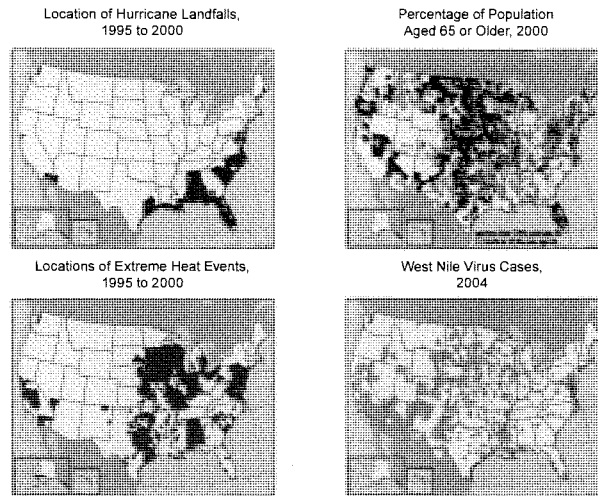 Location of Hurricane Landfalls,
1995 to 2000
Percentage of Population
Aged 65 or Older, 2000
Locations of Extreme Heat Events,
1995 to 2000
West Nile Virus Cases,
2004